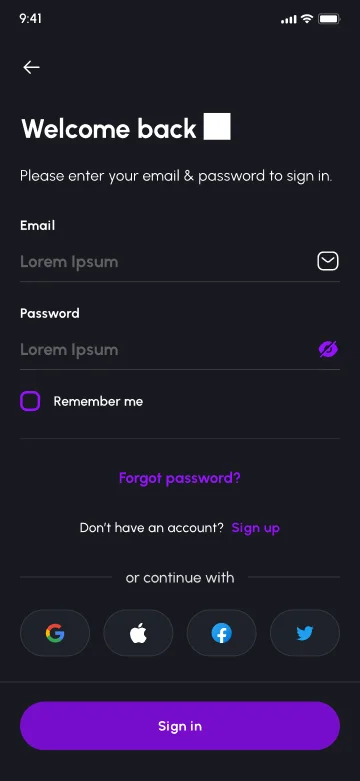 9:41
Welcome back
Please enter your email & password to sign in.
Email
Lorem Ipsum
Password
Lorem Ipsum
Remember me
Forgot password?
Don't have an account? Sign up
or continue with
Sign in